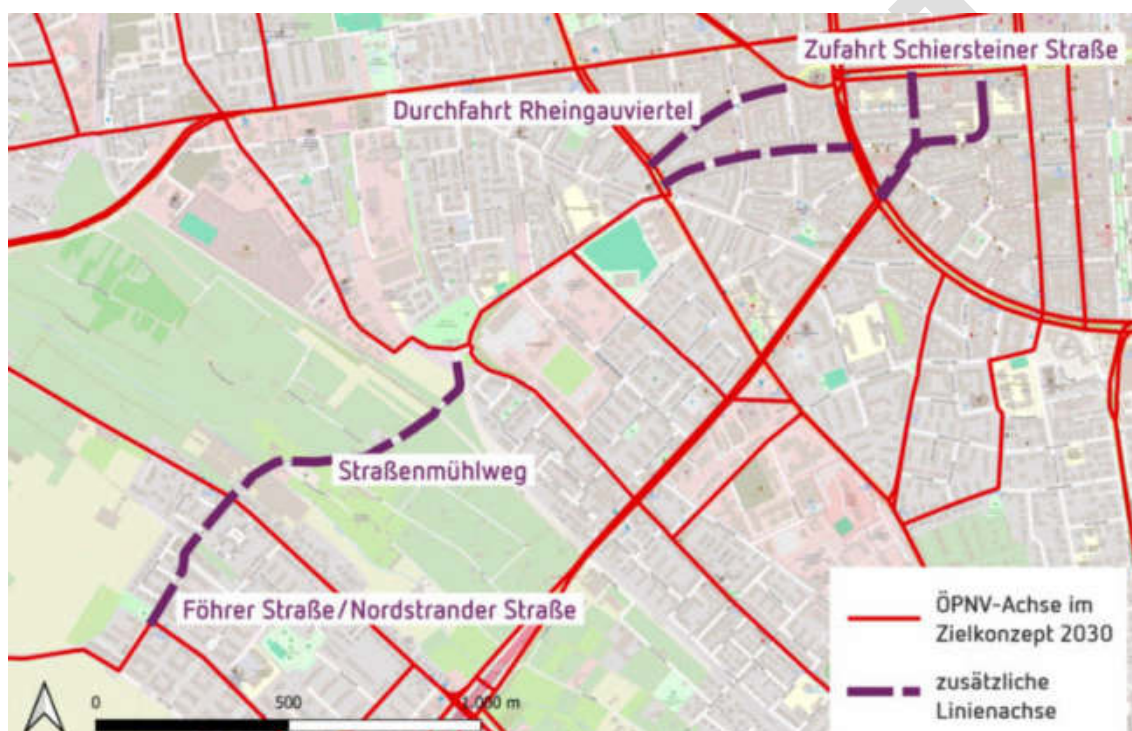 Zufahrt Schiersteiner Straße
Durchfahrt Rheingauviertel
Straßenmühlweg
Föhrer Straße/Nordstrander Straße
ÖPNV-Achse im
Zielkonzept 2030
zusätzliche
Linienachse
0 500 1.000 m